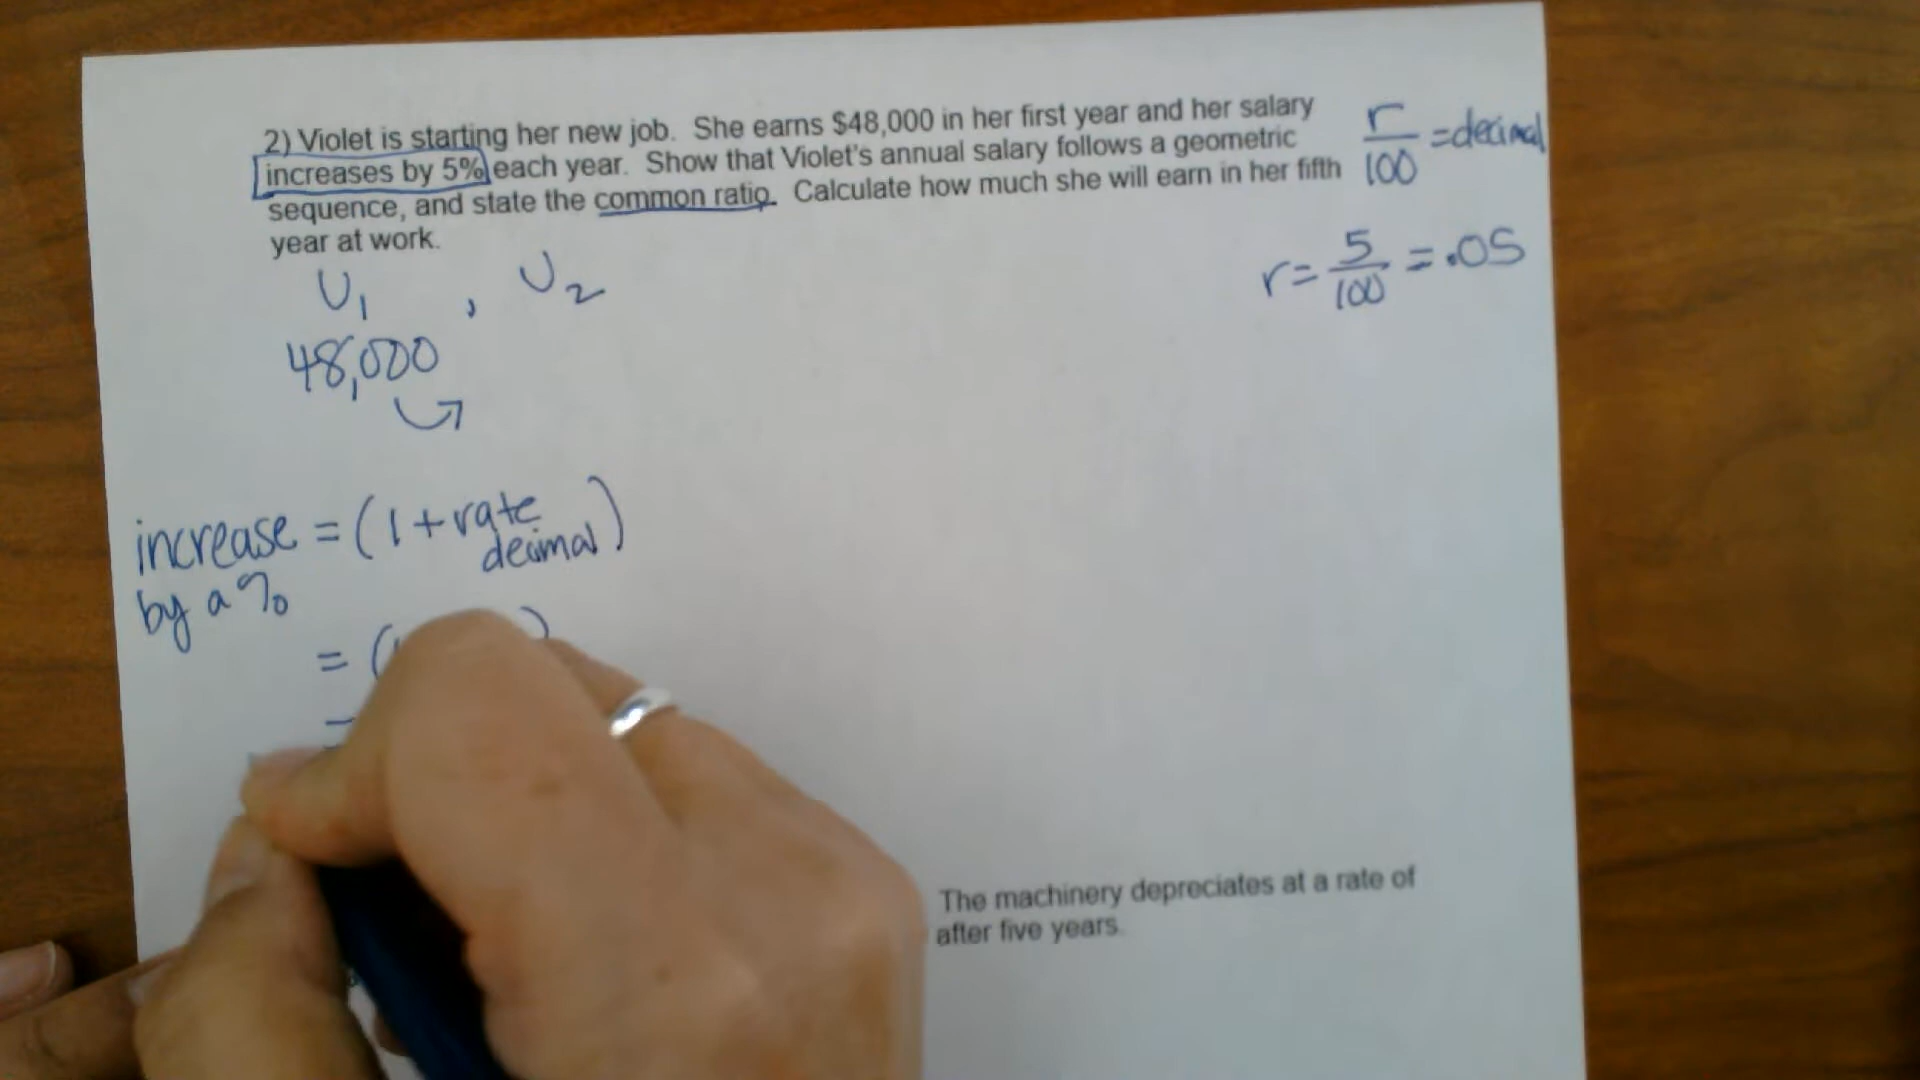 2) Violet is starting her new job. She earns $48,000 in her first year and her salary
increases by 5% each year. Show that Violet's annual salary follows a geometric
sequence, and state the common ratio. Calculate how much she will earn in her fifth
year at work.
r/100 = decimal
r = 5/100 = .05
U₁ , U₂
48,000
increase = (1 + rate
decimal)
by a %
= (
The machinery depreciates at a rate of
after five years.